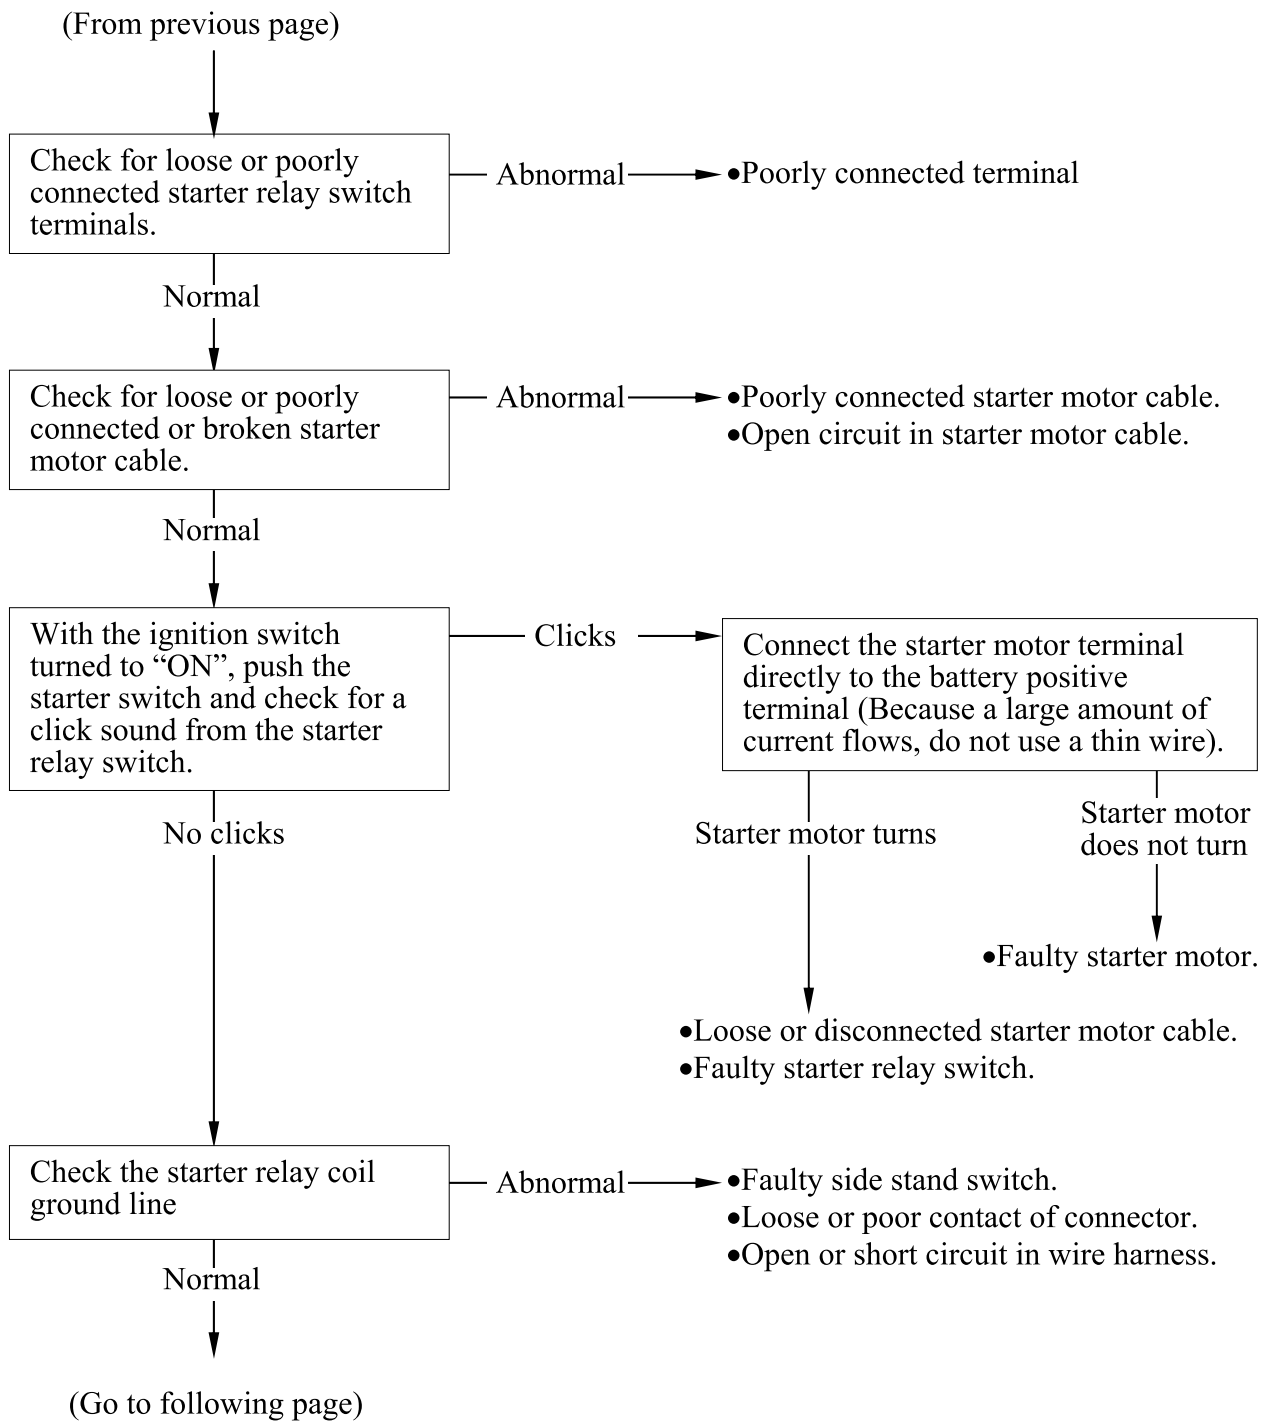 (From previous page)
Check for loose or poorly
connected starter relay switch
terminals.
Abnormal
●Poorly connected terminal
Normal
Check for loose or poorly
connected or broken starter
motor cable.
Abnormal
●Poorly connected starter motor cable.
●Open circuit in starter motor cable.
Normal
With the ignition switch
turned to “ON”, push the
starter switch and check for a
click sound from the starter
relay switch.
Clicks
Connect the starter motor terminal
directly to the battery positive
terminal (Because a large amount of
current flows, do not use a thin wire).
No clicks
Starter motor turns
Starter motor
does not turn
●Faulty starter motor.
●Loose or disconnected starter motor cable.
●Faulty starter relay switch.
Check the starter relay coil
ground line
Abnormal
●Faulty side stand switch.
●Loose or poor contact of connector.
●Open or short circuit in wire harness.
Normal
(Go to following page)